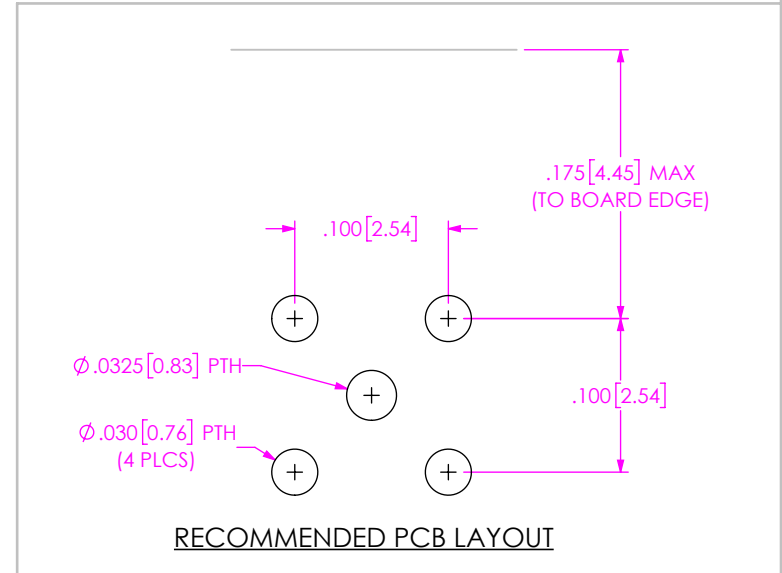 .175[4.45] MAX
(TO BOARD EDGE)
.100[2.54]
Ø.0325[0.83] PTH
.100[2.54]
Ø.030[0.76] PTH
(4 PLCS)
RECOMMENDED PCB LAYOUT